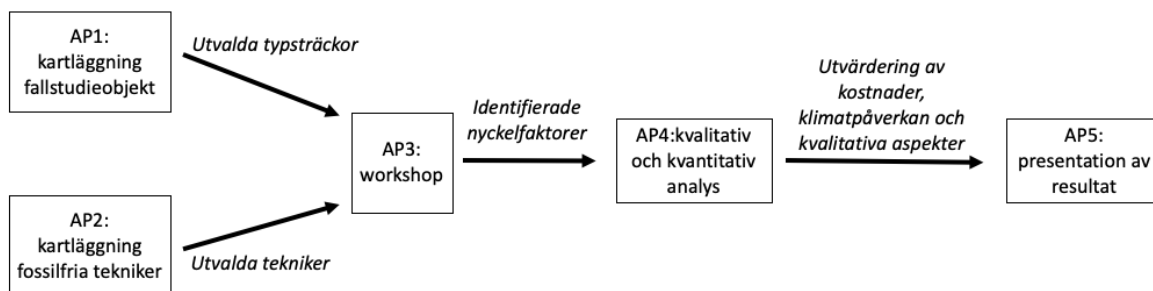 AP1:
kartläggning
fallstudieobjekt
Utvalda typsträckor
AP2:
kartläggning
fossilfria tekniker
Utvalda tekniker
AP3:
workshop
Identifierade
nyckelfaktorer
AP4:kvalitativ
och kvantitativ
analys
Utvärdering av
kostnader,
klimatpåverkan och
kvalitativa aspekter
AP5:
presentation av
resultat